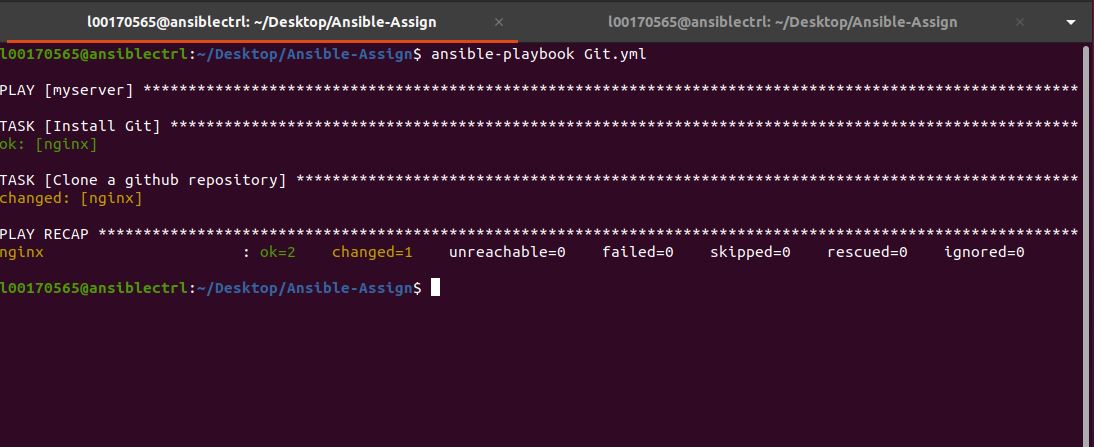 l00170565@ansiblectrl: ~/Desktop/Ansible-Assign × l00170565@ansiblectrl: ~/Desktop/Ansible-Assign ×
l00170565@ansiblectrl:~/Desktop/Ansible-Assign$ ansible-playbook Git.yml
PLAY [myserver] ********************************************************************************************************
TASK [Install Git] *****************************************************************************************************
ok: [nginx]
TASK [Clone a github repository] ***************************************************************************************
changed: [nginx]
PLAY RECAP *************************************************************************************************************
nginx                      : ok=2    changed=1    unreachable=0    failed=0    skipped=0    rescued=0    ignored=0
l00170565@ansiblectrl:~/Desktop/Ansible-Assign$